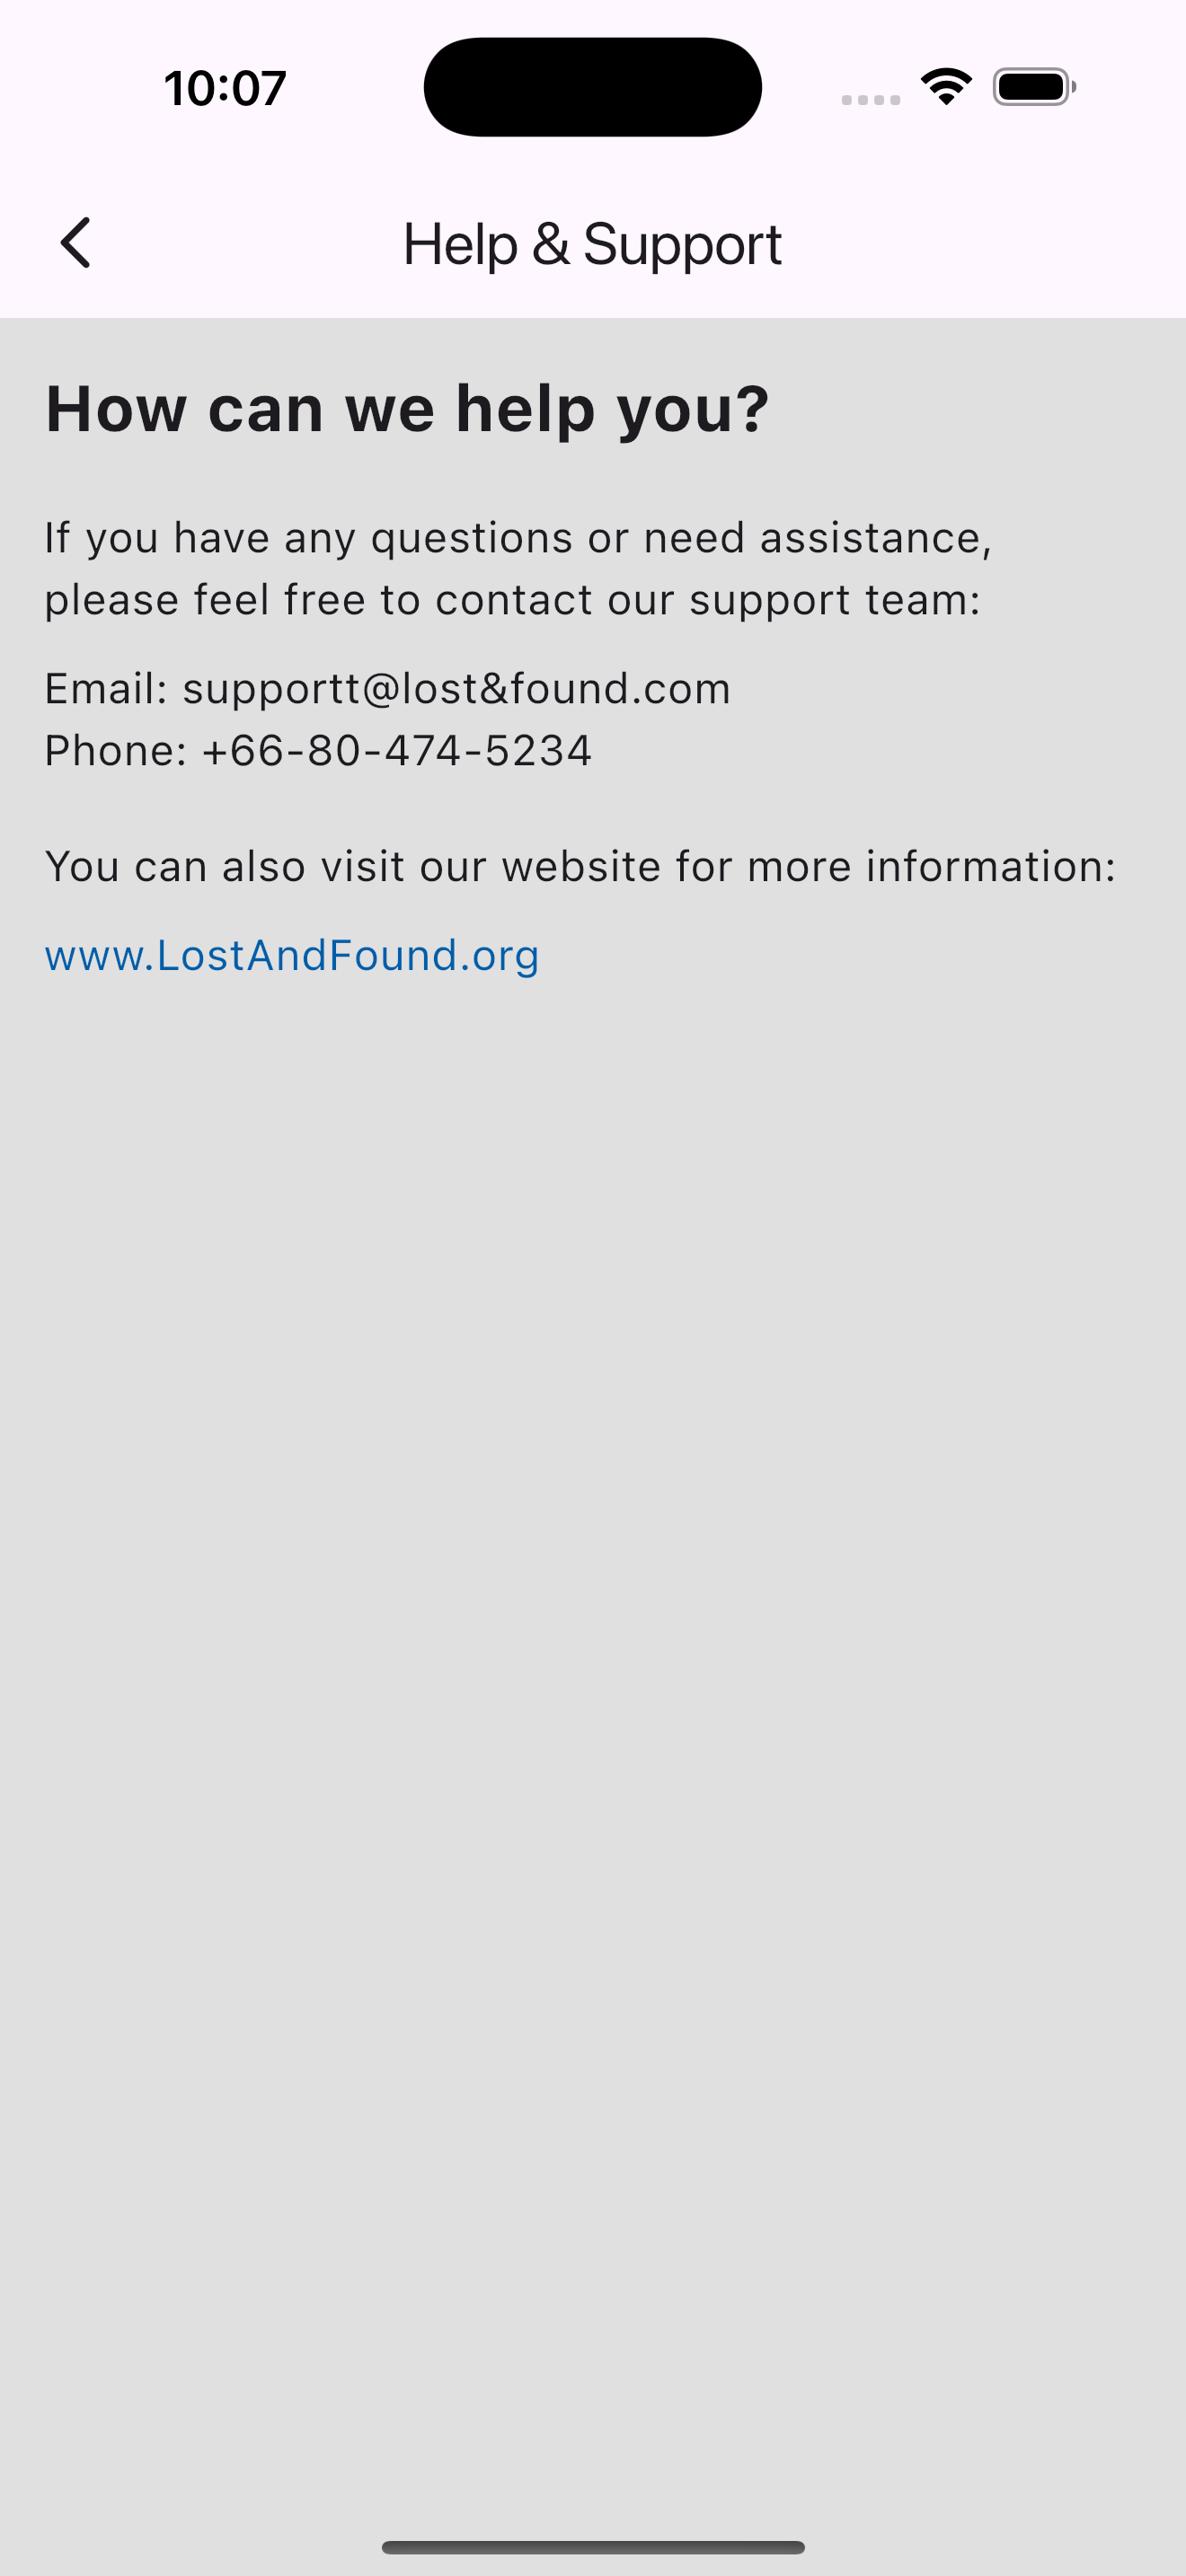 10:07
Help & Support
How can we help you?
If you have any questions or need assistance,
please feel free to contact our support team:
Email: supportt@lost&found.com
Phone: +66-80-474-5234
You can also visit our website for more information:
www.LostAndFound.org